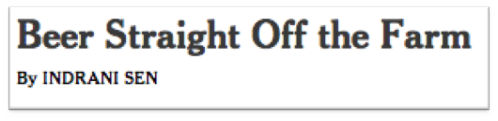 Beer Straight Off the Farm
By INDRANI SEN